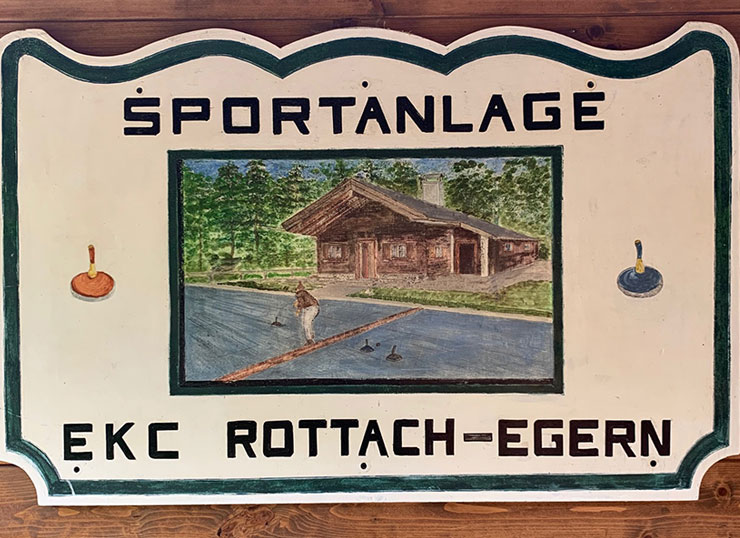 SPORTANLAGE
EKC ROTTACH-EGERN